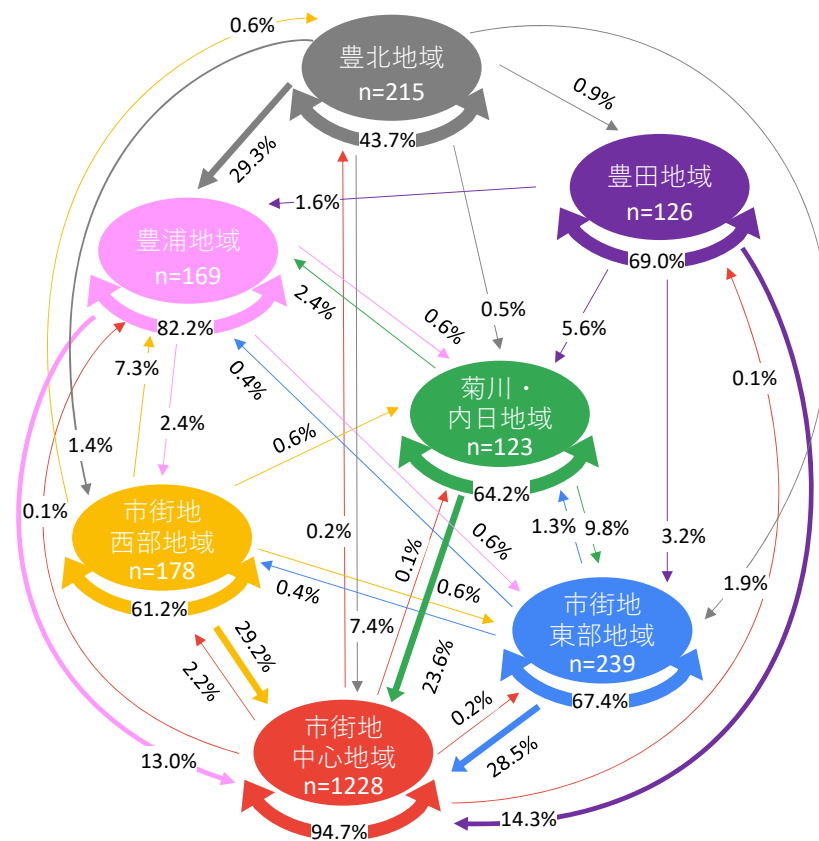 0.6%
豊北地域
n=215
43.7%
0.9%
29.3%
豊田地域
n=126
69.0%
1.6%
豊浦地域
n=169
82.2%
2.4%
0.6%
0.5%
5.6%
7.3%
0.4%
0.1%
菊川・
内日地域
n=123
64.2%
1.4%
2.4%
0.6%
0.1%
市街地
西部地域
n=178
61.2%
0.2%
0.1%
0.6%
1.3%
9.8%
3.2%
0.4%
0.6%
1.9%
市街地
東部地域
n=239
67.4%
29.2%
2.2%
7.4%
23.6%
0.2%
28.5%
13.0%
市街地
中心地域
n=1228
94.7%
14.3%